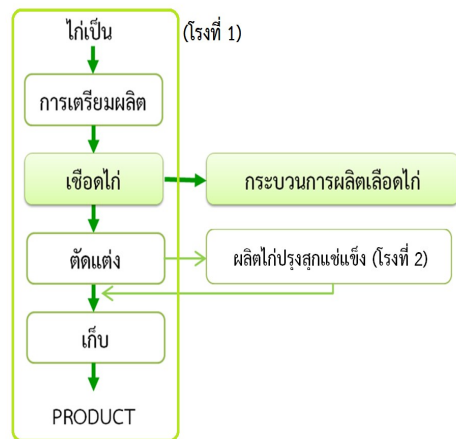 ไก่เป็น
(โรงที่ 1)
การเตรียมผลิต
เชือดไก่
กระบวนการผลิตเลือดไก่
ตัดแต่ง
ผลิตไก่ปรุงสุกแช่แข็ง (โรงที่ 2)
เก็บ
PRODUCT